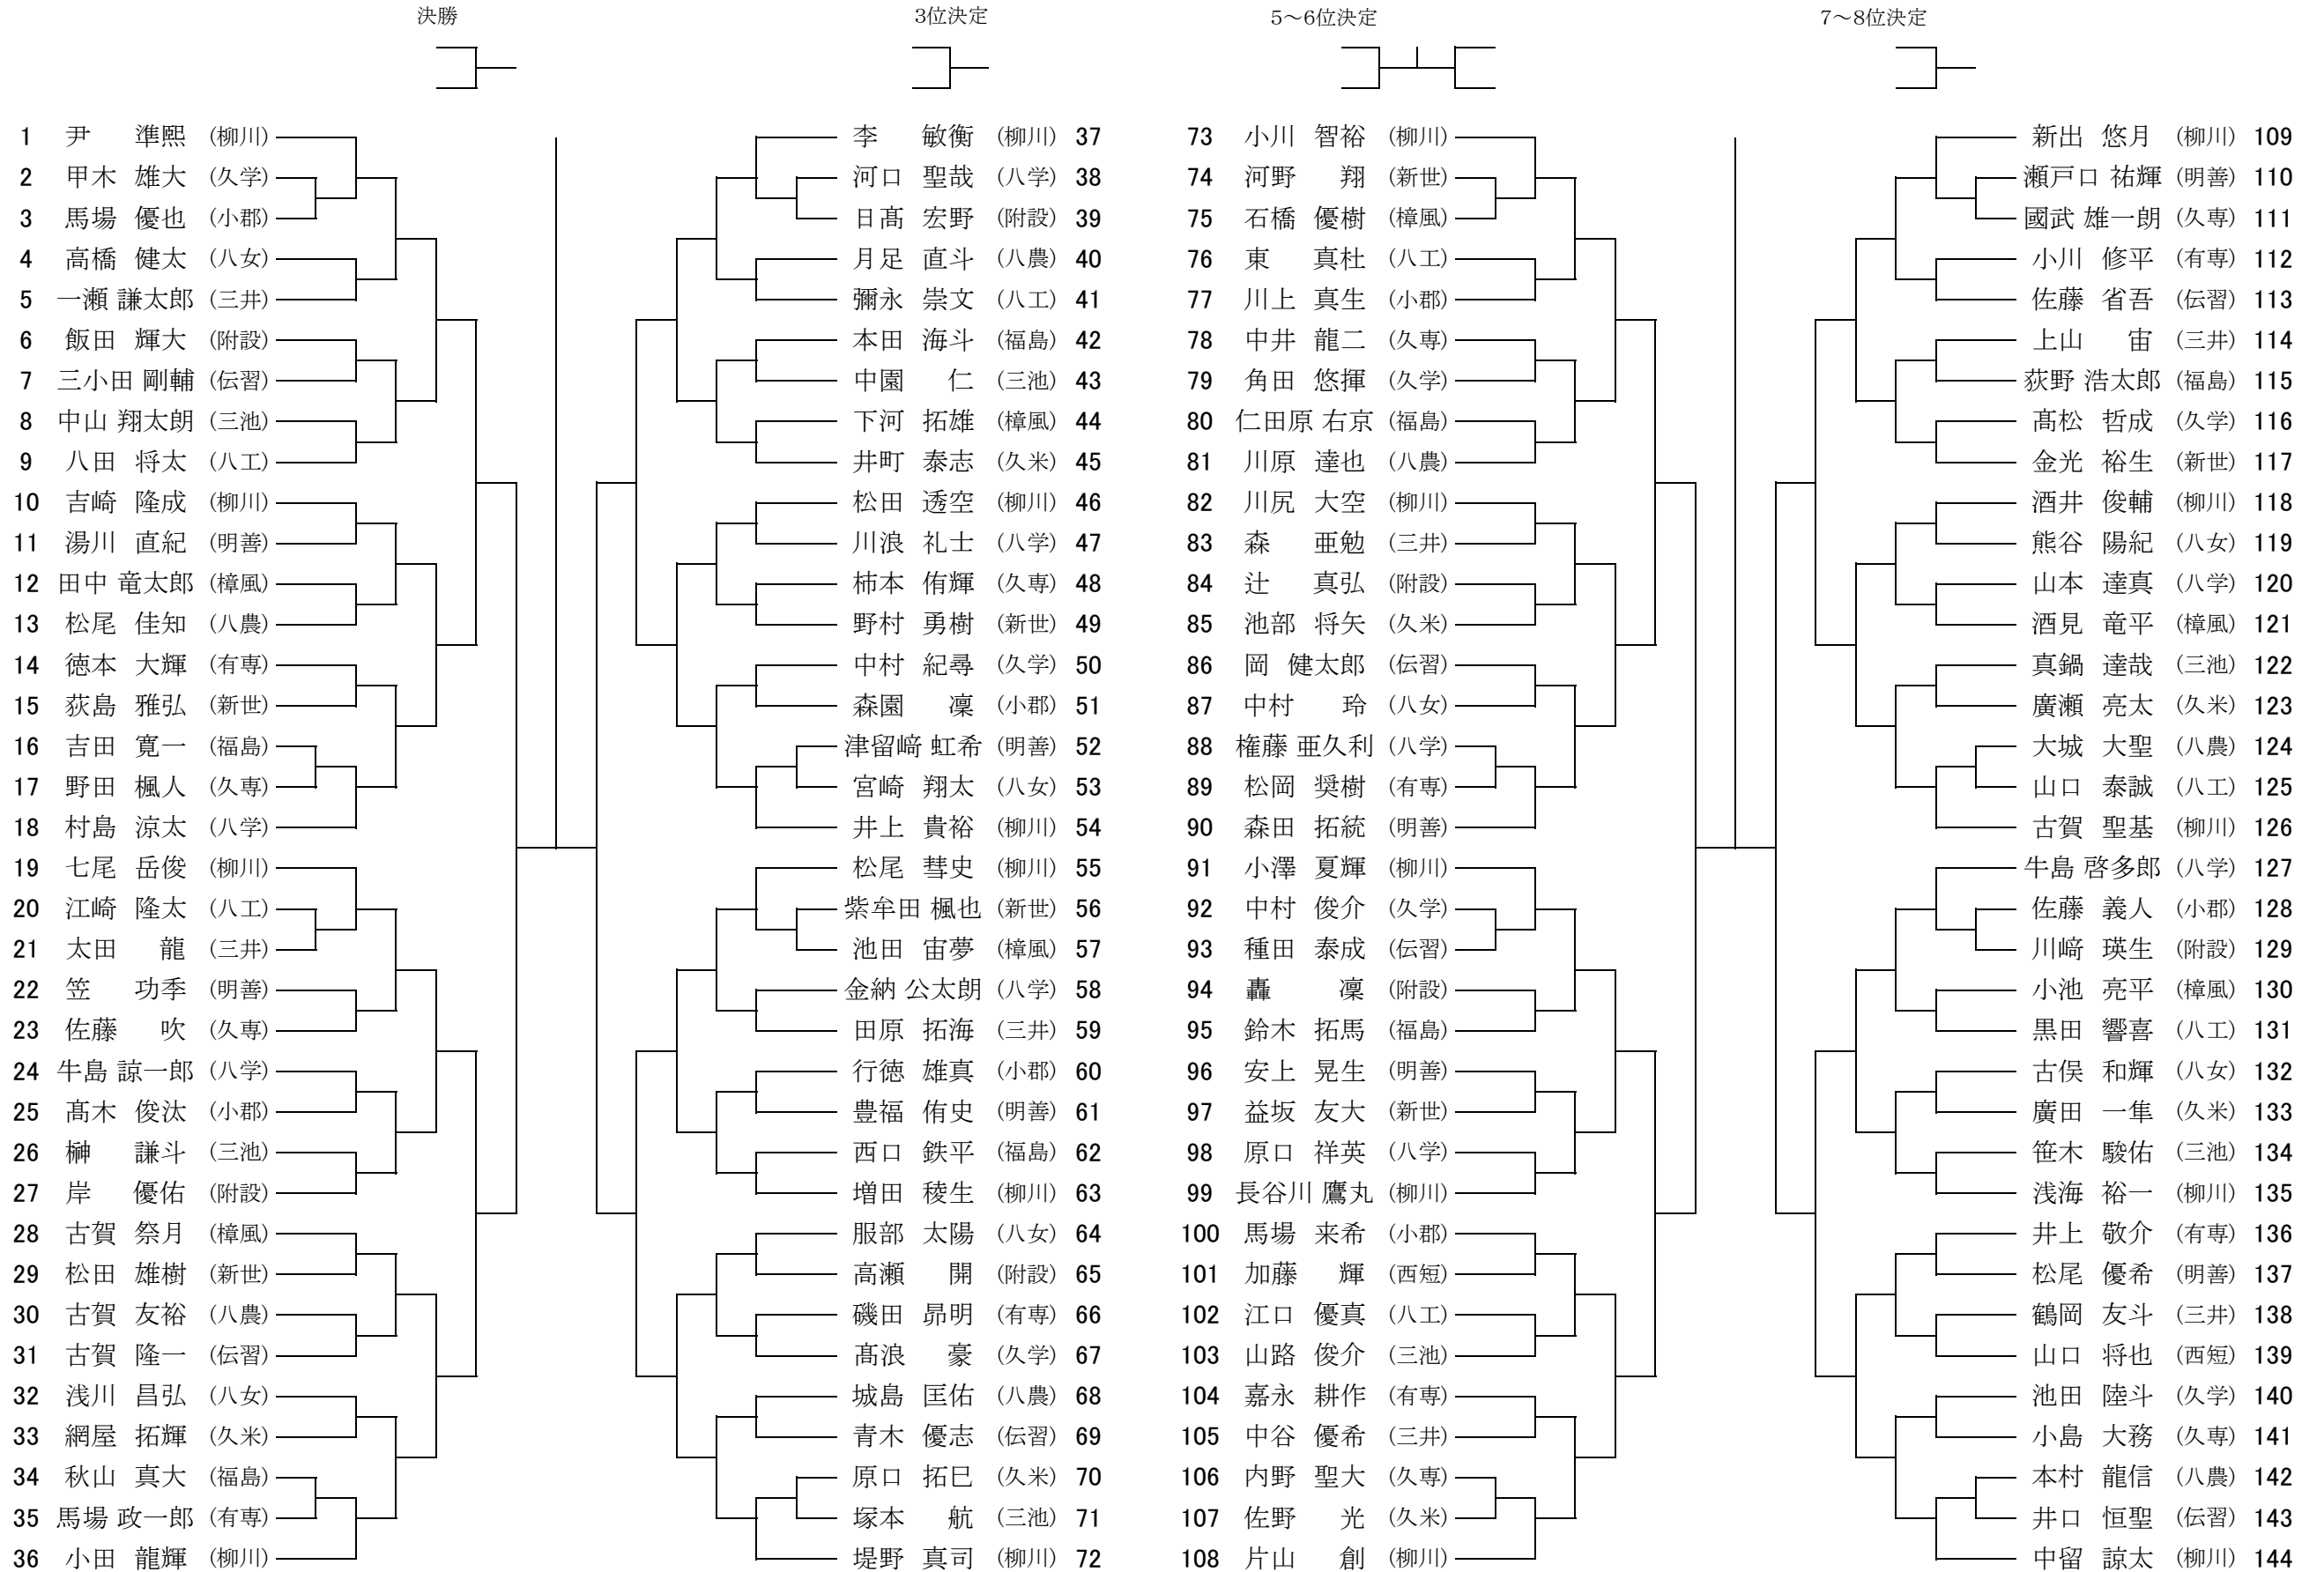 決勝
3位決定
5～6位決定
7～8位決定
1 尹 準熙 (柳川)
2 甲木 雄大 (久学)
3 馬場 優也 (小郡)
4 高橋 健太 (八女)
5 一瀬 謙太郎 (三井)
6 飯田 輝大 (附設)
7 三小田 剛輔 (伝習)
8 中山 翔太朗 (三池)
9 八田 将太 (八工)
10 吉崎 隆成 (柳川)
11 湯川 直紀 (明善)
12 田中 竜太郎 (樟風)
13 松尾 佳知 (八農)
14 徳本 大輝 (有専)
15 荻島 雅弘 (新世)
16 吉田 寛一 (福島)
17 野田 楓人 (久専)
18 村島 涼太 (八学)
19 七尾 岳俊 (柳川)
20 江崎 隆太 (八工)
21 太田 龍 (三井)
22 笠 功季 (明善)
23 佐藤 吹 (久専)
24 牛島 諒一郎 (八学)
25 髙木 俊汰 (小郡)
26 榊 謙斗 (三池)
27 岸 優佑 (附設)
28 古賀 祭月 (樟風)
29 松田 雄樹 (新世)
30 古賀 友裕 (八農)
31 古賀 隆一 (伝習)
32 浅川 昌弘 (八女)
33 網屋 拓輝 (久米)
34 秋山 真大 (福島)
35 馬場 政一郎 (有専)
36 小田 龍輝 (柳川)
李 敏衡 (柳川) 37
河口 聖哉 (八学) 38
日髙 宏野 (附設) 39
月足 直斗 (八農) 40
彌永 崇文 (八工) 41
本田 海斗 (福島) 42
中園 仁 (三池) 43
下河 拓雄 (樟風) 44
井町 泰志 (久米) 45
松田 透空 (柳川) 46
川浪 礼士 (八学) 47
柿本 侑輝 (久専) 48
野村 勇樹 (新世) 49
中村 紀尋 (久学) 50
森園 凜 (小郡) 51
津留﨑 虹希 (明善) 52
宮崎 翔太 (八女) 53
井上 貴裕 (柳川) 54
松尾 彗史 (柳川) 55
紫牟田 楓也 (新世) 56
池田 宙夢 (樟風) 57
金納 公太朗 (八学) 58
田原 拓海 (三井) 59
行徳 雄真 (小郡) 60
豊福 侑史 (明善) 61
西口 鉄平 (福島) 62
増田 稜生 (柳川) 63
服部 太陽 (八女) 64
高瀬 開 (附設) 65
磯田 昴明 (有専) 66
髙浪 豪 (久学) 67
城島 匡佑 (八農) 68
青木 優志 (伝習) 69
原口 拓巳 (久米) 70
塚本 航 (三池) 71
堤野 真司 (柳川) 72
73 小川 智裕 (柳川)
74 河野 翔 (新世)
75 石橋 優樹 (樟風)
76 東 真杜 (八工)
77 川上 真生 (小郡)
78 中井 龍二 (久専)
79 角田 悠揮 (久学)
80 仁田原 右京 (福島)
81 川原 達也 (八農)
82 川尻 大空 (柳川)
83 森 亜勉 (三井)
84 辻 真弘 (附設)
85 池部 将矢 (久米)
86 岡 健太郎 (伝習)
87 中村 玲 (八女)
88 権藤 亜久利 (八学)
89 松岡 奨樹 (有専)
90 森田 拓統 (明善)
91 小澤 夏輝 (柳川)
92 中村 俊介 (久学)
93 種田 泰成 (伝習)
94 轟 凜 (附設)
95 鈴木 拓馬 (福島)
96 安上 晃生 (明善)
97 益坂 友大 (新世)
98 原口 祥英 (八学)
99 長谷川 鷹丸 (柳川)
100 馬場 来希 (小郡)
101 加藤 輝 (西短)
102 江口 優真 (八工)
103 山路 俊介 (三池)
104 嘉永 耕作 (有専)
105 中谷 優希 (三井)
106 内野 聖大 (久専)
107 佐野 光 (久米)
108 片山 創 (柳川)
新出 悠月 (柳川) 109
瀬戸口 祐輝 (明善) 110
國武 雄一朗 (久専) 111
小川 修平 (有専) 112
佐藤 省吾 (伝習) 113
上山 宙 (三井) 114
荻野 浩太郎 (福島) 115
髙松 哲成 (久学) 116
金光 裕生 (新世) 117
酒井 俊輔 (柳川) 118
熊谷 陽紀 (八女) 119
山本 達真 (八学) 120
酒見 竜平 (樟風) 121
真鍋 達哉 (三池) 122
廣瀬 亮太 (久米) 123
大城 大聖 (八農) 124
山口 泰誠 (八工) 125
古賀 聖基 (柳川) 126
牛島 啓多郎 (八学) 127
佐藤 義人 (小郡) 128
川﨑 瑛生 (附設) 129
小池 亮平 (樟風) 130
黒田 響喜 (八工) 131
古俣 和輝 (八女) 132
廣田 一隼 (久米) 133
笹木 駿佑 (三池) 134
浅海 裕一 (柳川) 135
井上 敬介 (有専) 136
松尾 優希 (明善) 137
鶴岡 友斗 (三井) 138
山口 将也 (西短) 139
池田 陸斗 (久学) 140
小島 大務 (久専) 141
本村 龍信 (八農) 142
井口 恒聖 (伝習) 143
中留 諒太 (柳川) 144